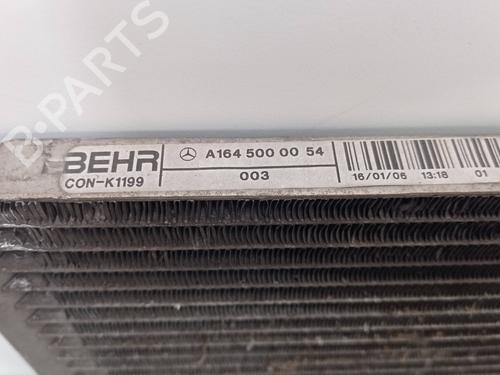 B-PARTS
BEHR A164 500 00 54
CON-K1199 003 16/01/06 13:18 01